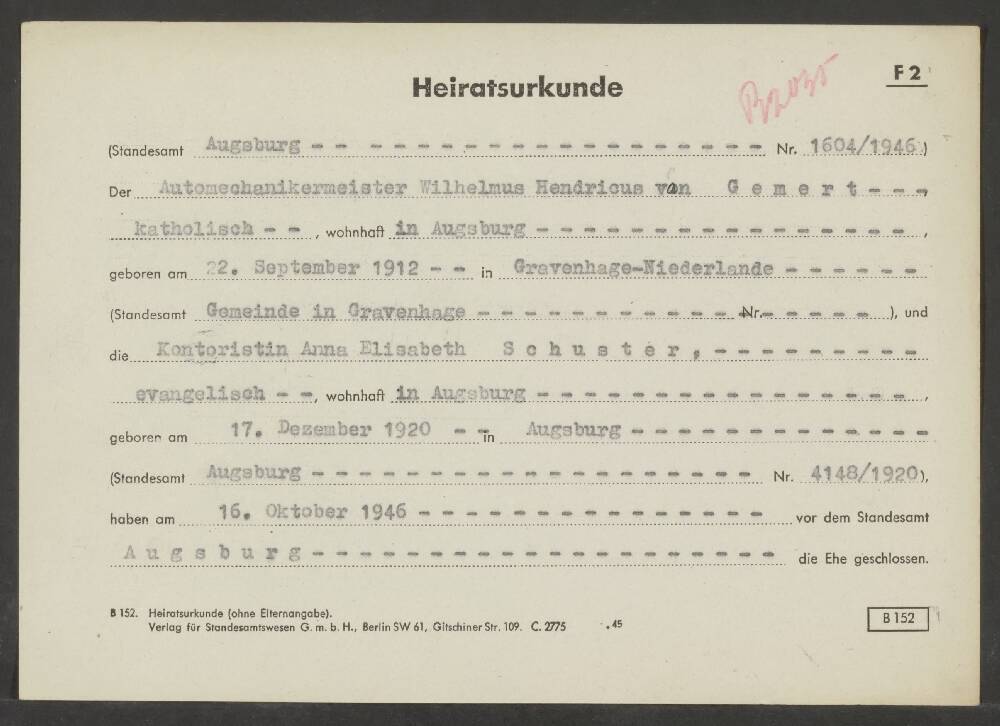 Heiratsurkunde
B2035
F 2
(Standesamt Augsburg - - - - - - - - - - - - - - - - - - - Nr. 1604/1946)
Der Automechanikermeister Wilhelmus Hendricus van G e m e r t - - -,
katholisch - - , wohnhaft in Augsburg - - - - - - - - - - - - - - - - ,
geboren am 22. September 1912 - - in Gravenhage-Niederlande - - - - - -
(Standesamt Gemeinde in Gravenhage - - - - - - - - - - - Nr. - - - - - ), und
die Kontoristin Anna Elisabeth S c h u s t e r , - - - - - - - - -
evangelisch - -, wohnhaft in Augsburg - - - - - - - - - - - - - - - - ,
geboren am 17. Dezember 1920 - - in Augsburg - - - - - - - - - - - - -
(Standesamt Augsburg - - - - - - - - - - - - - - - - - - - Nr. 4148/1920),
haben am 16. Oktober 1946 - - - - - - - - - - - - - - - vor dem Standesamt
A u g s b u r g - - - - - - - - - - - - - - - - - - - - die Ehe geschlossen.
B 152. Heiratsurkunde (ohne Elternangabe).
Verlag für Standesamtswesen G. m. b. H., Berlin SW 61, Gitschiner Str. 109. C. 2775 .45
B 152